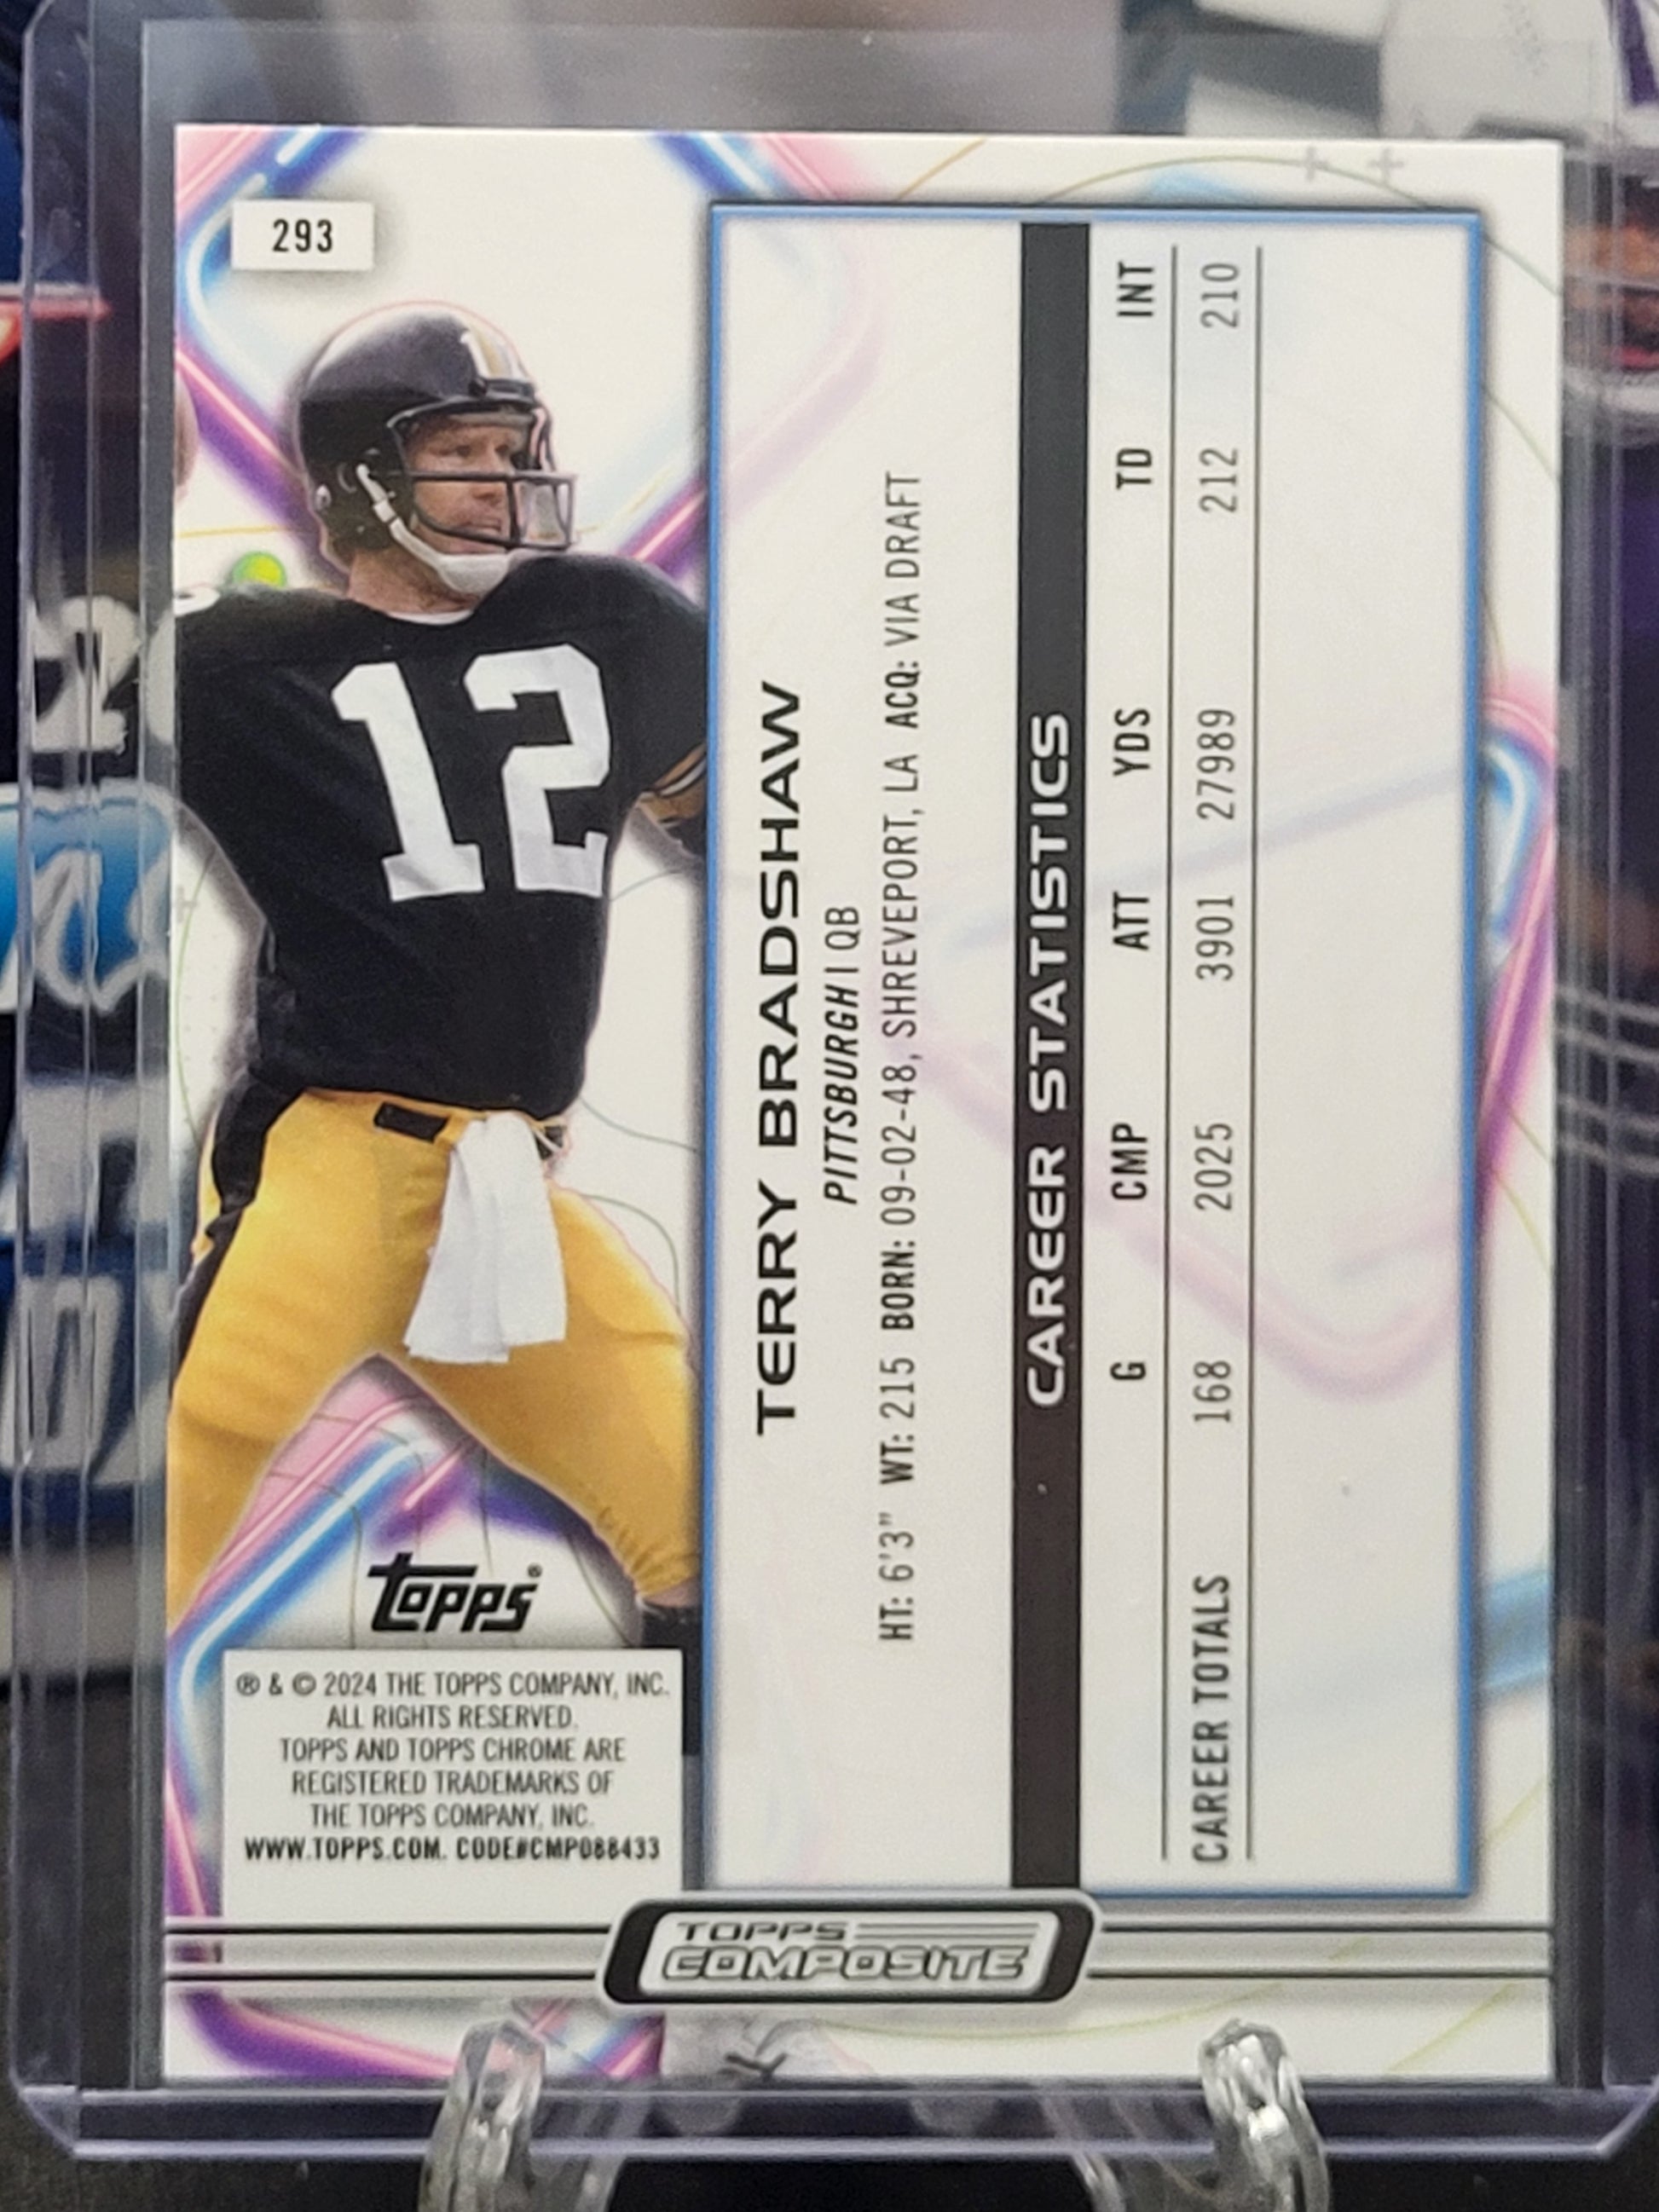 293
12
TERRY BRADSHAW
PITTSBURGH | QB
HT: 6'3" WT: 215 BORN: 09-02-48, SHREVEPORT, LA ACQ: VIA DRAFT
CAREER STATISTICS
G CMP ATT YDS TD INT
CAREER TOTALS 168 2025 3901 27989 212 210
TOPPS®
® & © 2024 THE TOPPS COMPANY, INC.
ALL RIGHTS RESERVED.
TOPPS AND TOPPS CHROME ARE
REGISTERED TRADEMARKS OF
THE TOPPS COMPANY, INC.
WWW.TOPPS.COM. CODE#CMP088433
TOPPS
COMPOSITE